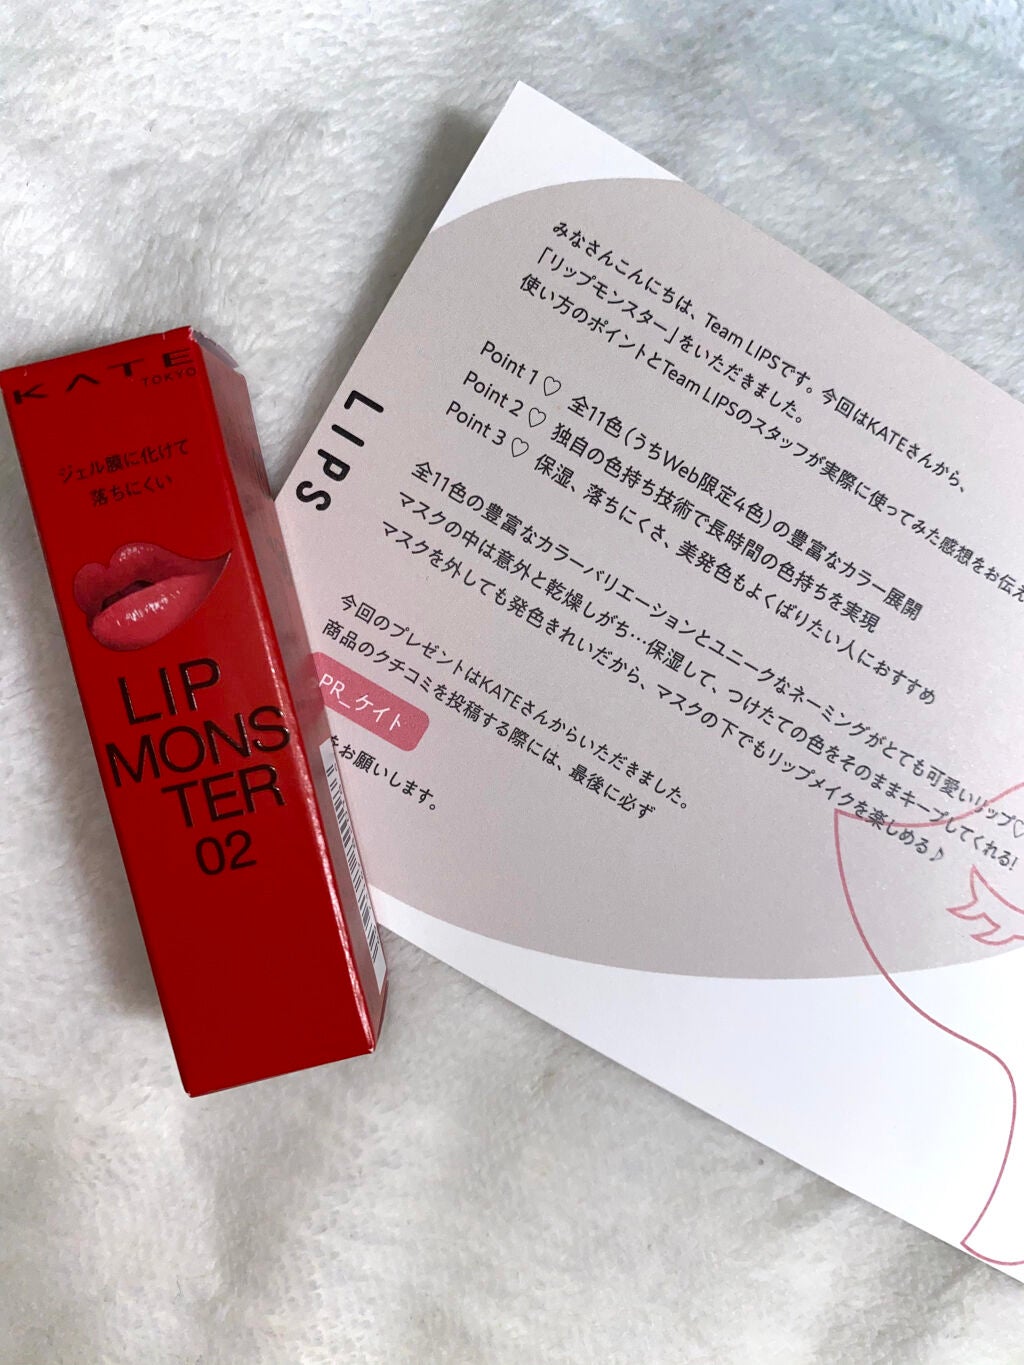 KATE
TOKYO
ジェル膜に化けて
落ちにくい
LIP
MONS
TER
02
LIPS
みなさんこんにちは、Team LIPSです。今回はKATEさんから、
「リップモンスター」をいただきました。
使い方のポイントとTeam LIPSのスタッフが実際に使ってみた感想をお伝え
Point 1 ♡ 全11色(うちWeb限定4色)の豊富なカラー展開
Point 2 ♡ 独自の色持ち技術で長時間の色持ちを実現
Point 3 ♡ 保湿、落ちにくさ、美発色もよくばりたい人におすすめ
全11色の豊富なカラーバリエーションとユニークなネーミングがとても可愛いリップ♡
マスクの中は意外と乾燥しがち…保湿して、つけたての色をそのままキープしてくれる!
マスクを外しても発色きれいだから、マスクの下でもリップメイクを楽しめる♪
今回のプレゼントはKATEさんからいただきました。
商品のクチコミを投稿する際には、最後に必ず
PR_ケイト
をお願いします。